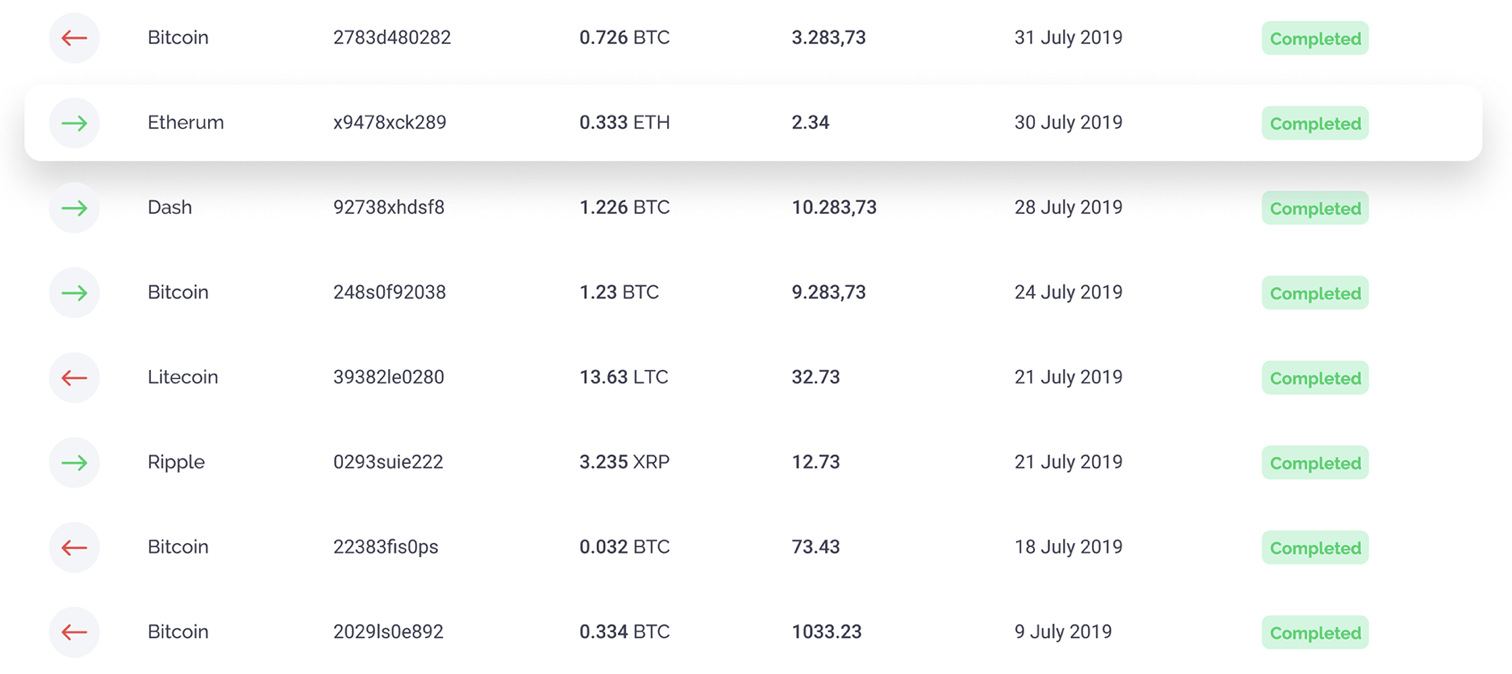 Bitcoin 2783d480282 0.726 BTC 3.283,73 31 July 2019 Completed
Etherum x9478xck289 0.333 ETH 2.34 30 July 2019 Completed
Dash 92738xhdsf8 1.226 BTC 10.283,73 28 July 2019 Completed
Bitcoin 248s0f92038 1.23 BTC 9.283,73 24 July 2019 Completed
Litecoin 39382le0280 13.63 LTC 32.73 21 July 2019 Completed
Ripple 0293suie222 3.235 XRP 12.73 21 July 2019 Completed
Bitcoin 22383fis0ps 0.032 BTC 73.43 18 July 2019 Completed
Bitcoin 2029ls0e892 0.334 BTC 1033.23 9 July 2019 Completed